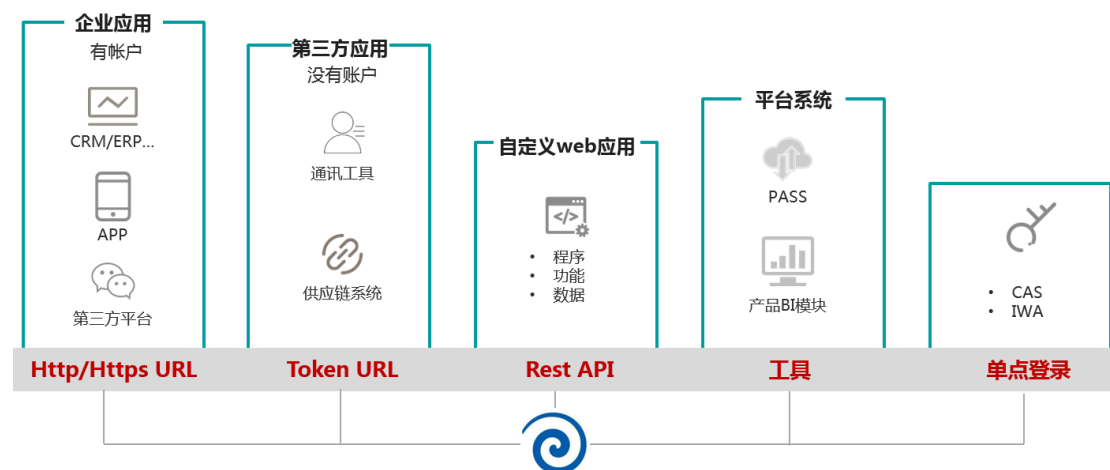 企业应用
有帐户
CRM/ERP...
APP
第三方平台
Http/Https URL
第三方应用
没有账户
通讯工具
供应链系统
Token URL
自定义web应用
• 程序
• 功能
• 数据
Rest API
平台系统
PASS
产品BI模块
工具
• CAS
• IWA
单点登录